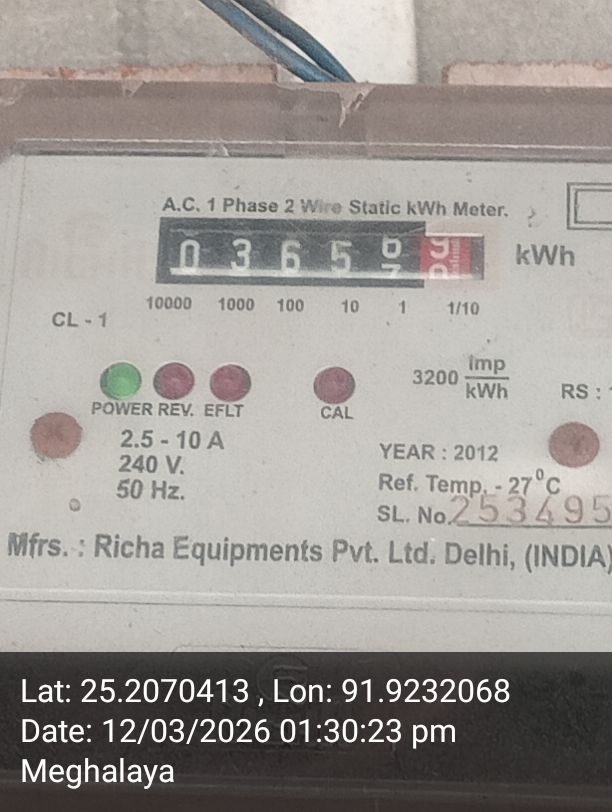 A.C. 1 Phase 2 Wire Static kWh Meter.
0 3 6 5 6 9 kWh
10000 1000 100 10 1 1/10
CL - 1
3200 Imp/kWh
RS :
POWER REV. EFLT CAL
2.5 - 10 A
240 V.
50 Hz.
YEAR : 2012
Ref. Temp. - 27°C
SL. No. 253495
Mfrs. : Richa Equipments Pvt. Ltd. Delhi, (INDIA)
Lat: 25.2070413 , Lon: 91.9232068
Date: 12/03/2026 01:30:23 pm
Meghalaya